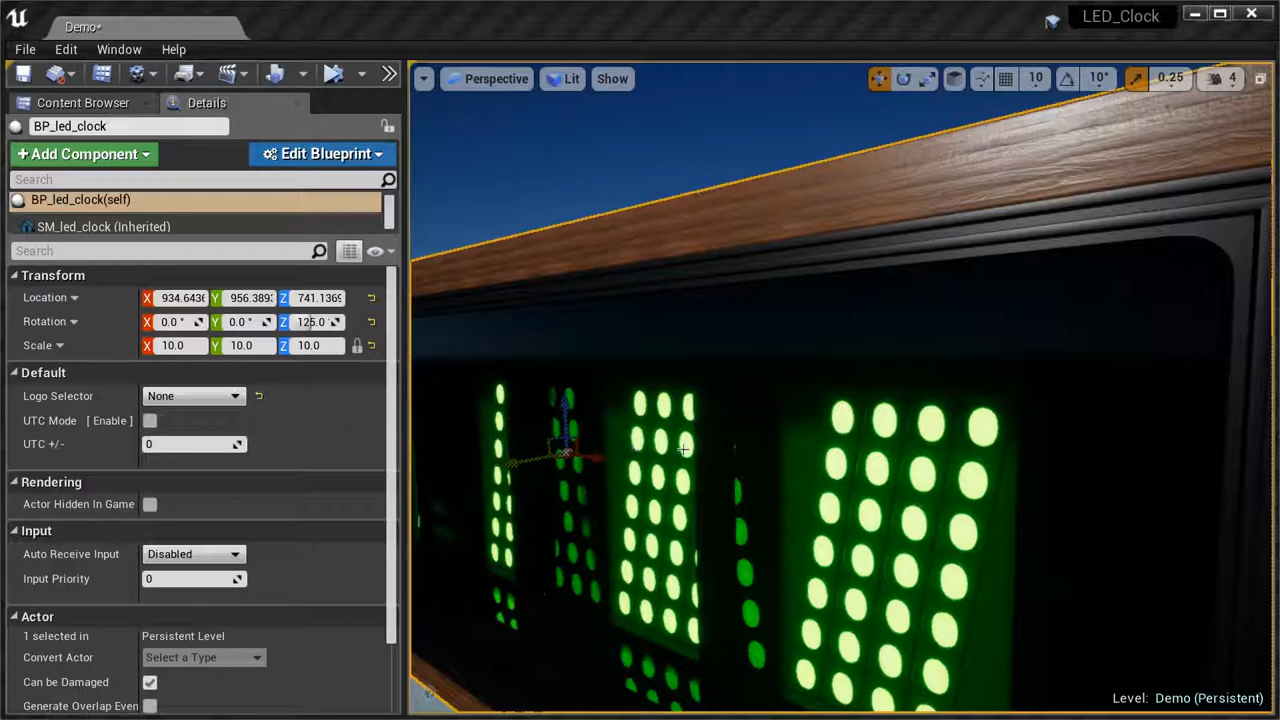 Demo*
LED_Clock
File Edit Window Help
Content Browser
Details
Perspective
Lit
Show
10
10°
0.25
4
BP_led_clock
+Add Component
Edit Blueprint
Search
BP_led_clock(self)
SM_led_clock (Inherited)
Search
Transform
Location X 934.6436 Y 956.3893 Z 741.1369
Rotation X 0.0 ° Y 0.0 ° Z 125.0 °
Scale X 10.0 Y 10.0 Z 10.0
Default
Logo Selector None
UTC Mode [ Enable ]
UTC +/- 0
Rendering
Actor Hidden In Game
Input
Auto Receive Input Disabled
Input Priority 0
Actor
1 selected in Persistent Level
Convert Actor Select a Type
Can be Damaged
Generate Overlap Even
Level: Demo (Persistent)